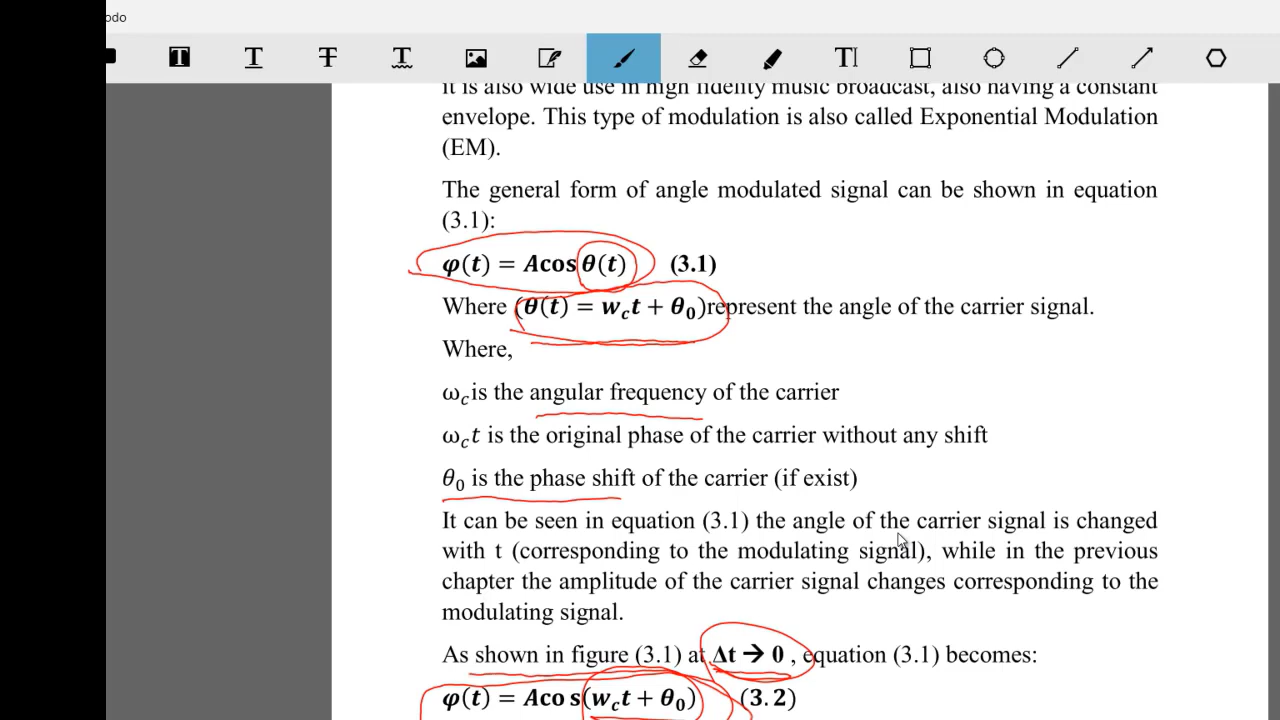 odo
It is also wide use in high fidelity music broadcast, also having a constant
envelope. This type of modulation is also called Exponential Modulation
(EM).
The general form of angle modulated signal can be shown in equation
(3.1):
φ(t) = Acos θ(t) (3.1)
Where (θ(t) = w_c t + θ_0)represent the angle of the carrier signal.
Where,
ω_c is the angular frequency of the carrier
ω_c t is the original phase of the carrier without any shift
θ_0 is the phase shift of the carrier (if exist)
It can be seen in equation (3.1) the angle of the carrier signal is changed
with t (corresponding to the modulating signal), while in the previous
chapter the amplitude of the carrier signal changes corresponding to the
modulating signal.
As shown in figure (3.1) at Δt → 0 , equation (3.1) becomes:
φ(t) = Aco s(w_c t + θ_0) (3.2)